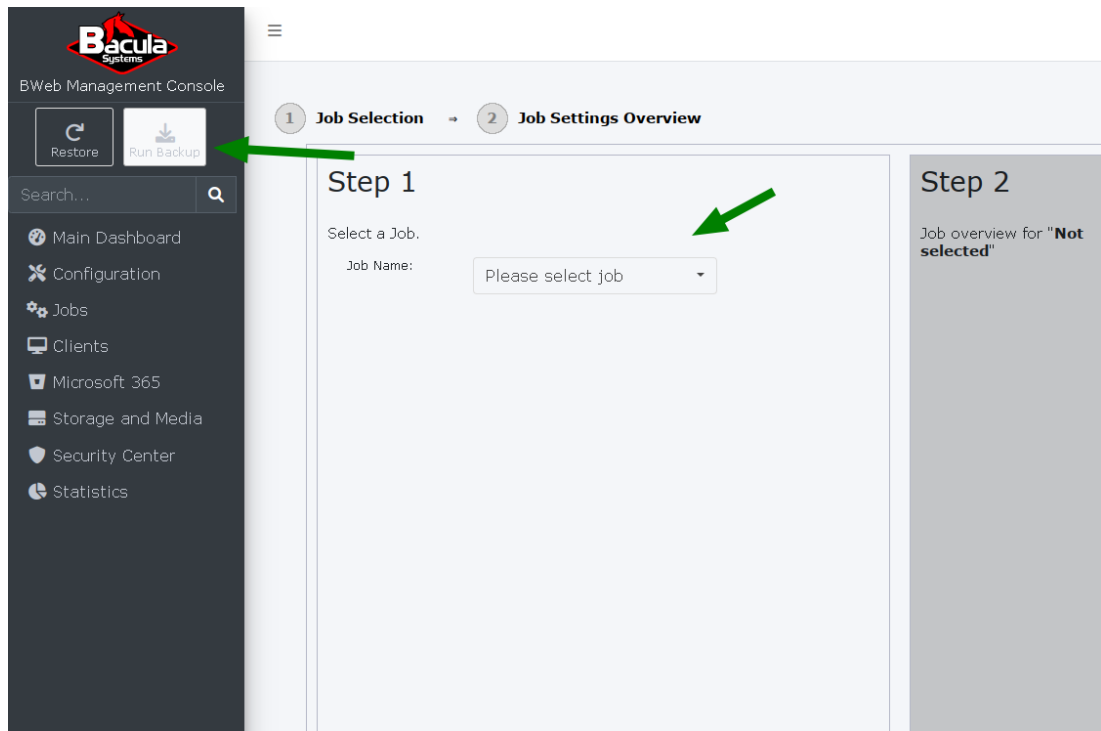 Bacula
Systems
BWeb Management Console
Restore
Run Backup
Search...
Main Dashboard
Configuration
Jobs
Clients
Microsoft 365
Storage and Media
Security Center
Statistics
1 Job Selection ⇒ 2 Job Settings Overview
Step 1
Select a Job.
Job Name:
Please select job
Step 2
Job overview for "Not
selected"